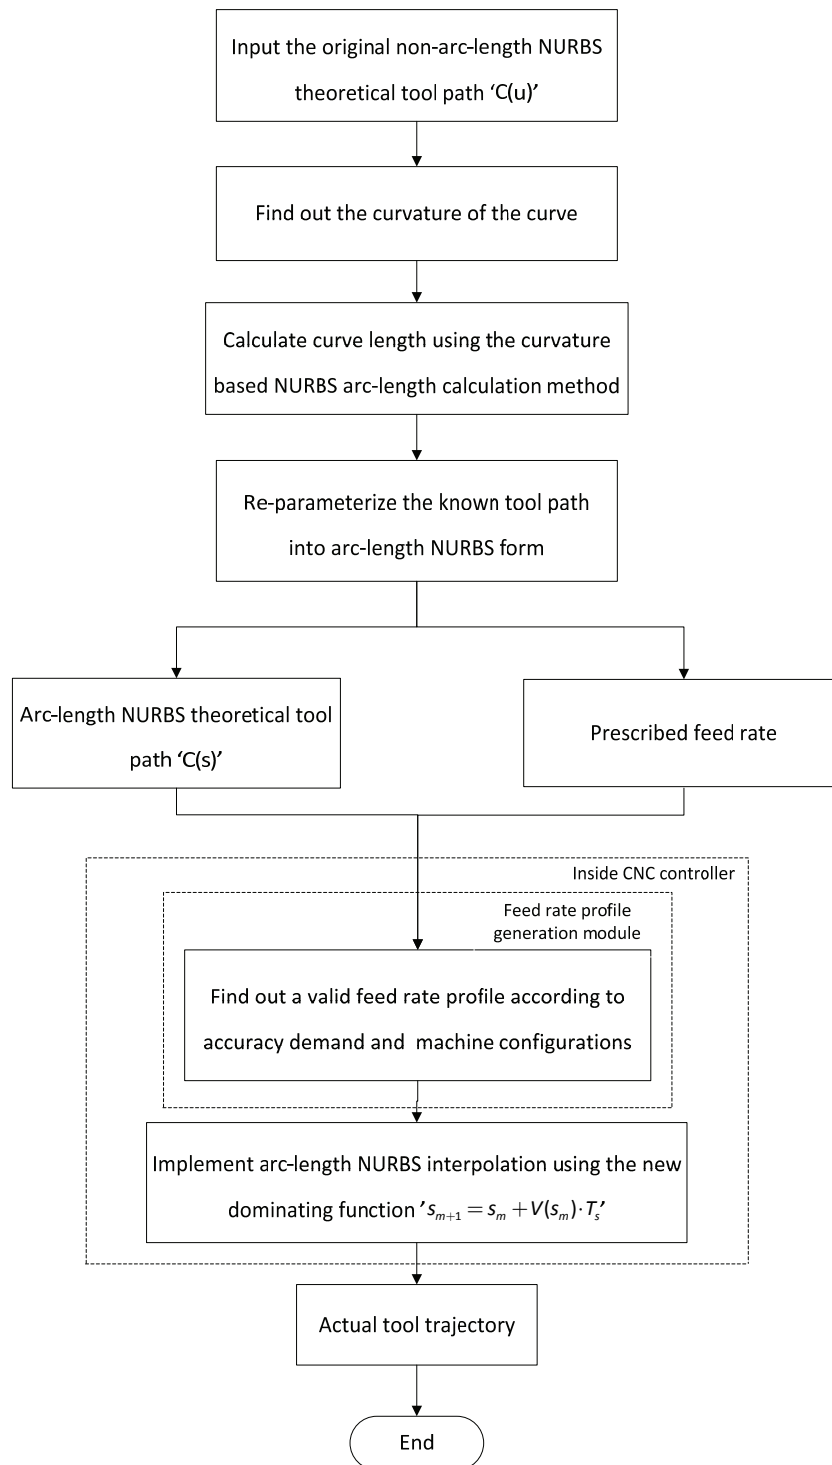 Input the original non-arc-length NURBS
theoretical tool path ‘C(u)’
Find out the curvature of the curve
Calculate curve length using the curvature
based NURBS arc-length calculation method
Re-parameterize the known tool path
into arc-length NURBS form
Arc-length NURBS theoretical tool
path ‘C(s)’
Prescribed feed rate
Inside CNC controller
Feed rate profile
generation module
Find out a valid feed rate profile according to
accuracy demand and machine configurations
Implement arc-length NURBS interpolation using the new
dominating function ’s_{m+1} = s_m + V(s_m)·T_s’
Actual tool trajectory
End